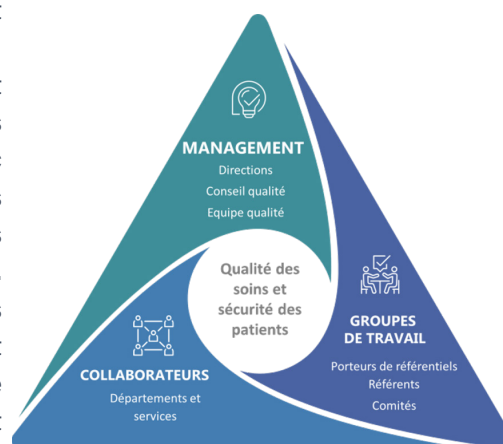 MANAGEMENT
Directions
Conseil qualité
Equipe qualité
Qualité des
soins et
sécurité des
patients
GROUPES
DE TRAVAIL
Porteurs de référentiels
Référents
Comités
COLLABORATEURS
Départements et
services